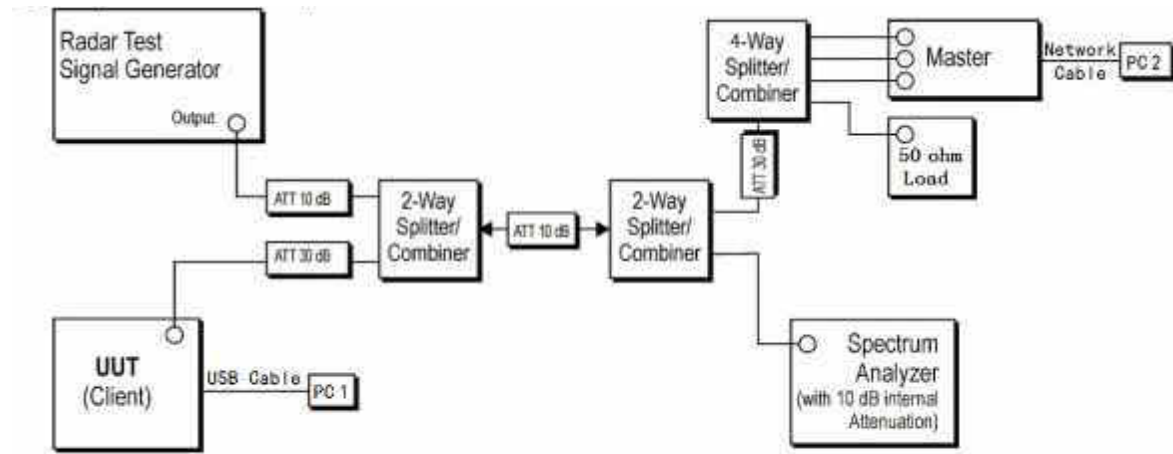 Radar Test
Signal Generator
Output
ATT 10 dB
ATT 30 dB
2-Way
Splitter/
Combiner
ATT 10 dB
2-Way
Splitter/
Combiner
ATT 30 dB
4-Way
Splitter/
Combiner
Master
Network
Cable
PC 2
50 ohm
Load
UUT
(Client)
USB Cable
PC 1
Spectrum
Analyzer
(with 10 dB internal
Attenuation)